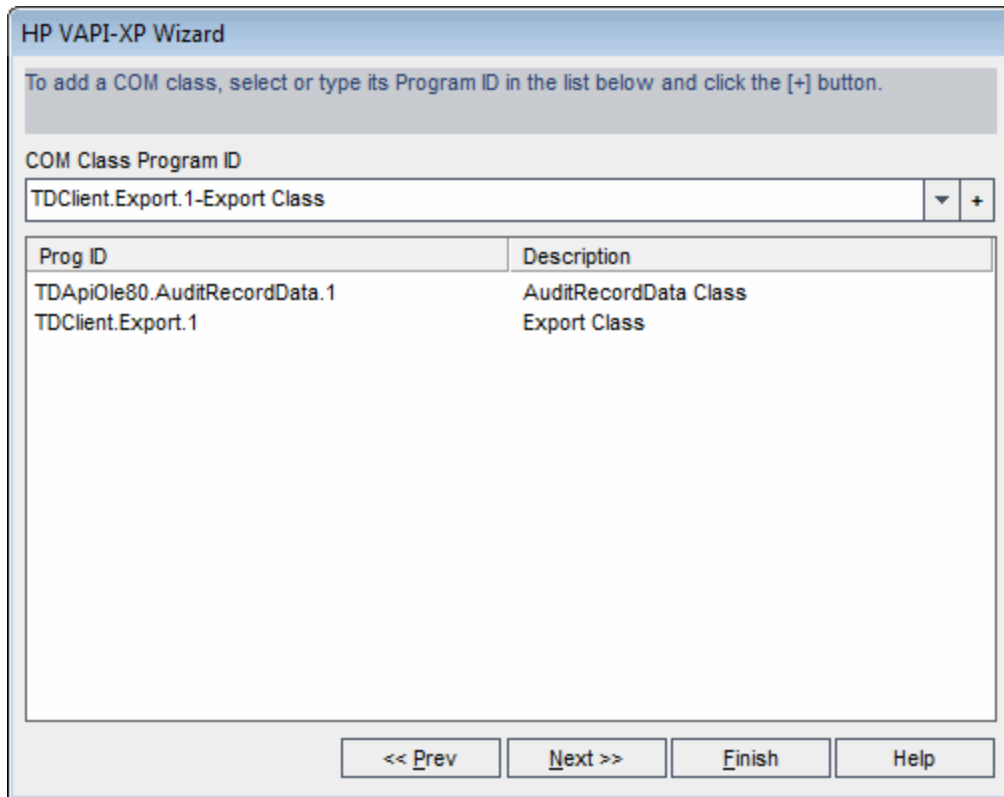 HP VAPI-XP Wizard
To add a COM class, select or type its Program ID in the list below and click the [+] button.
COM Class Program ID
TDClient.Export.1-Export Class +
Prog ID Description
TDApiOle80.AuditRecordData.1 AuditRecordData Class
TDClient.Export.1 Export Class
<< Prev Next >> Finish Help